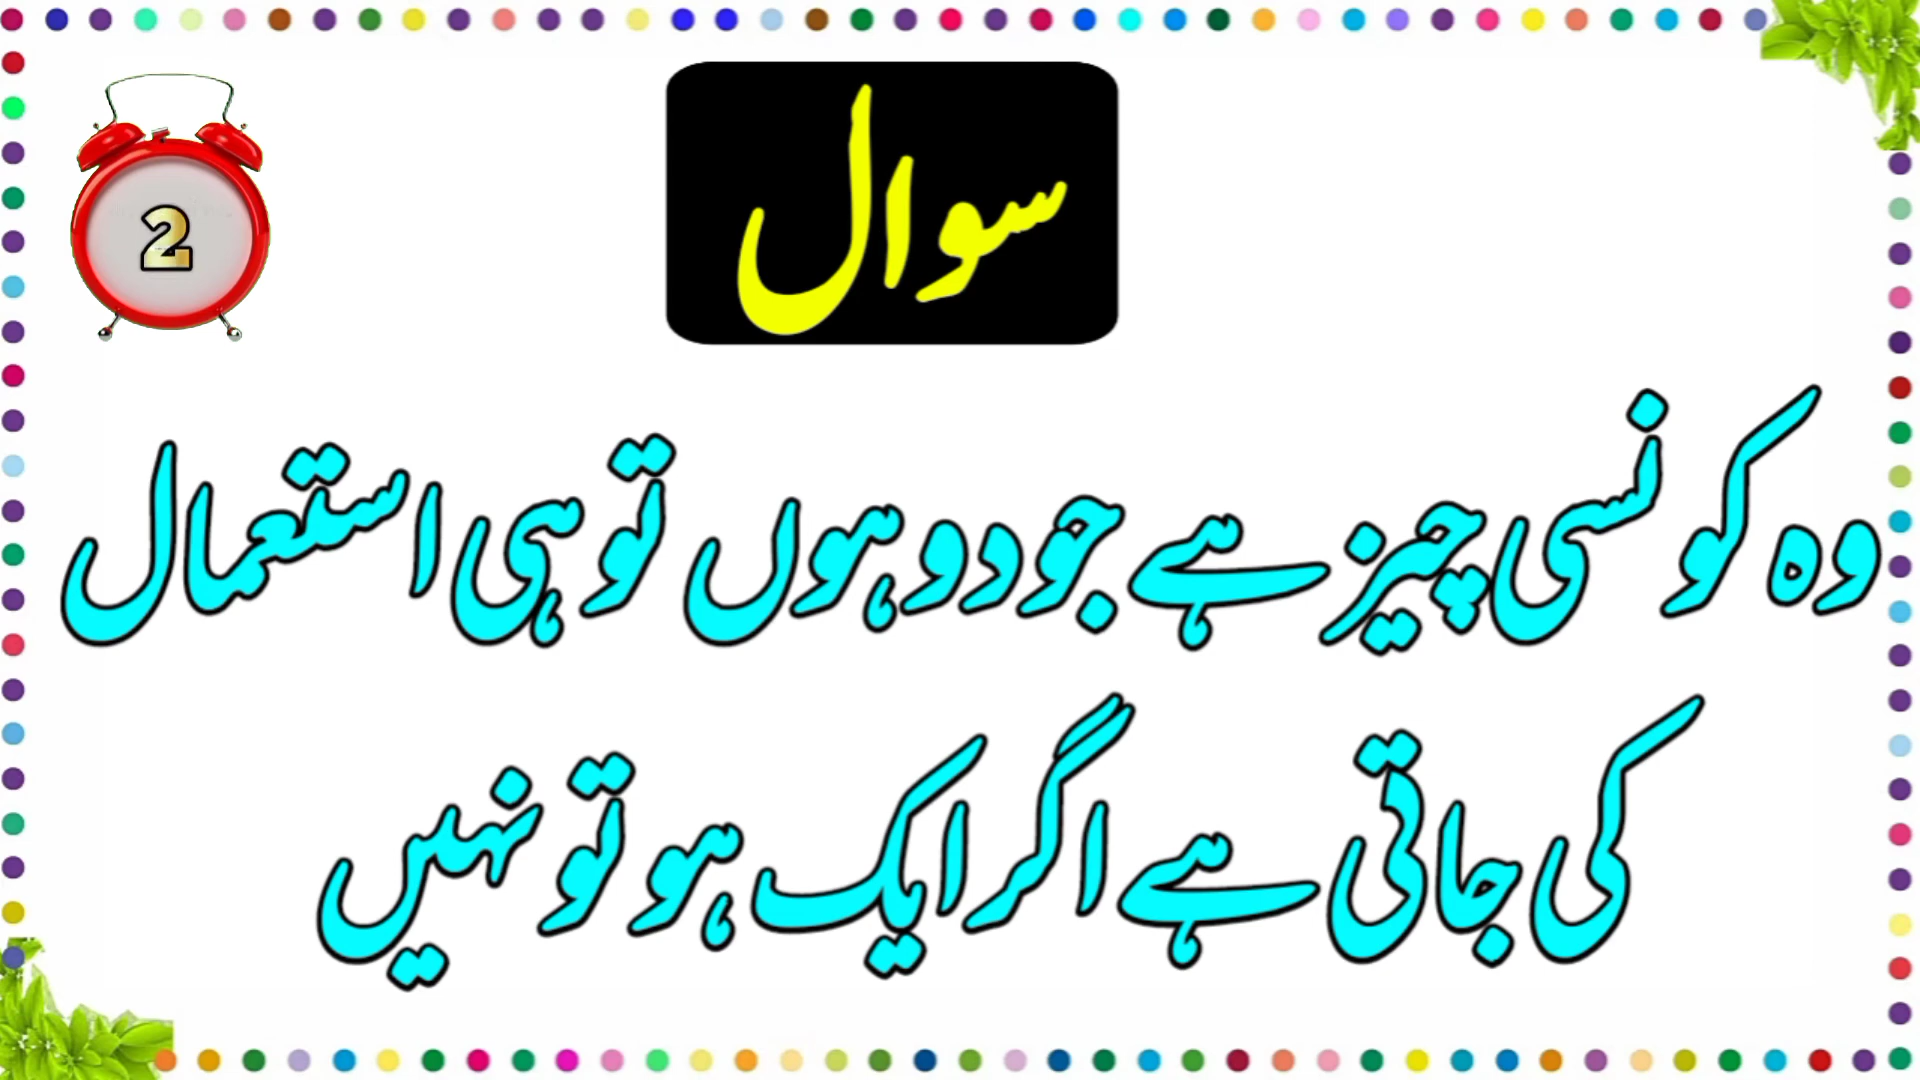 2
سوال
وہ کونسی چیز ہے جو دو ہوں تو ہی استعمال
کی جاتی ہے اگر ایک ہو تو نہیں